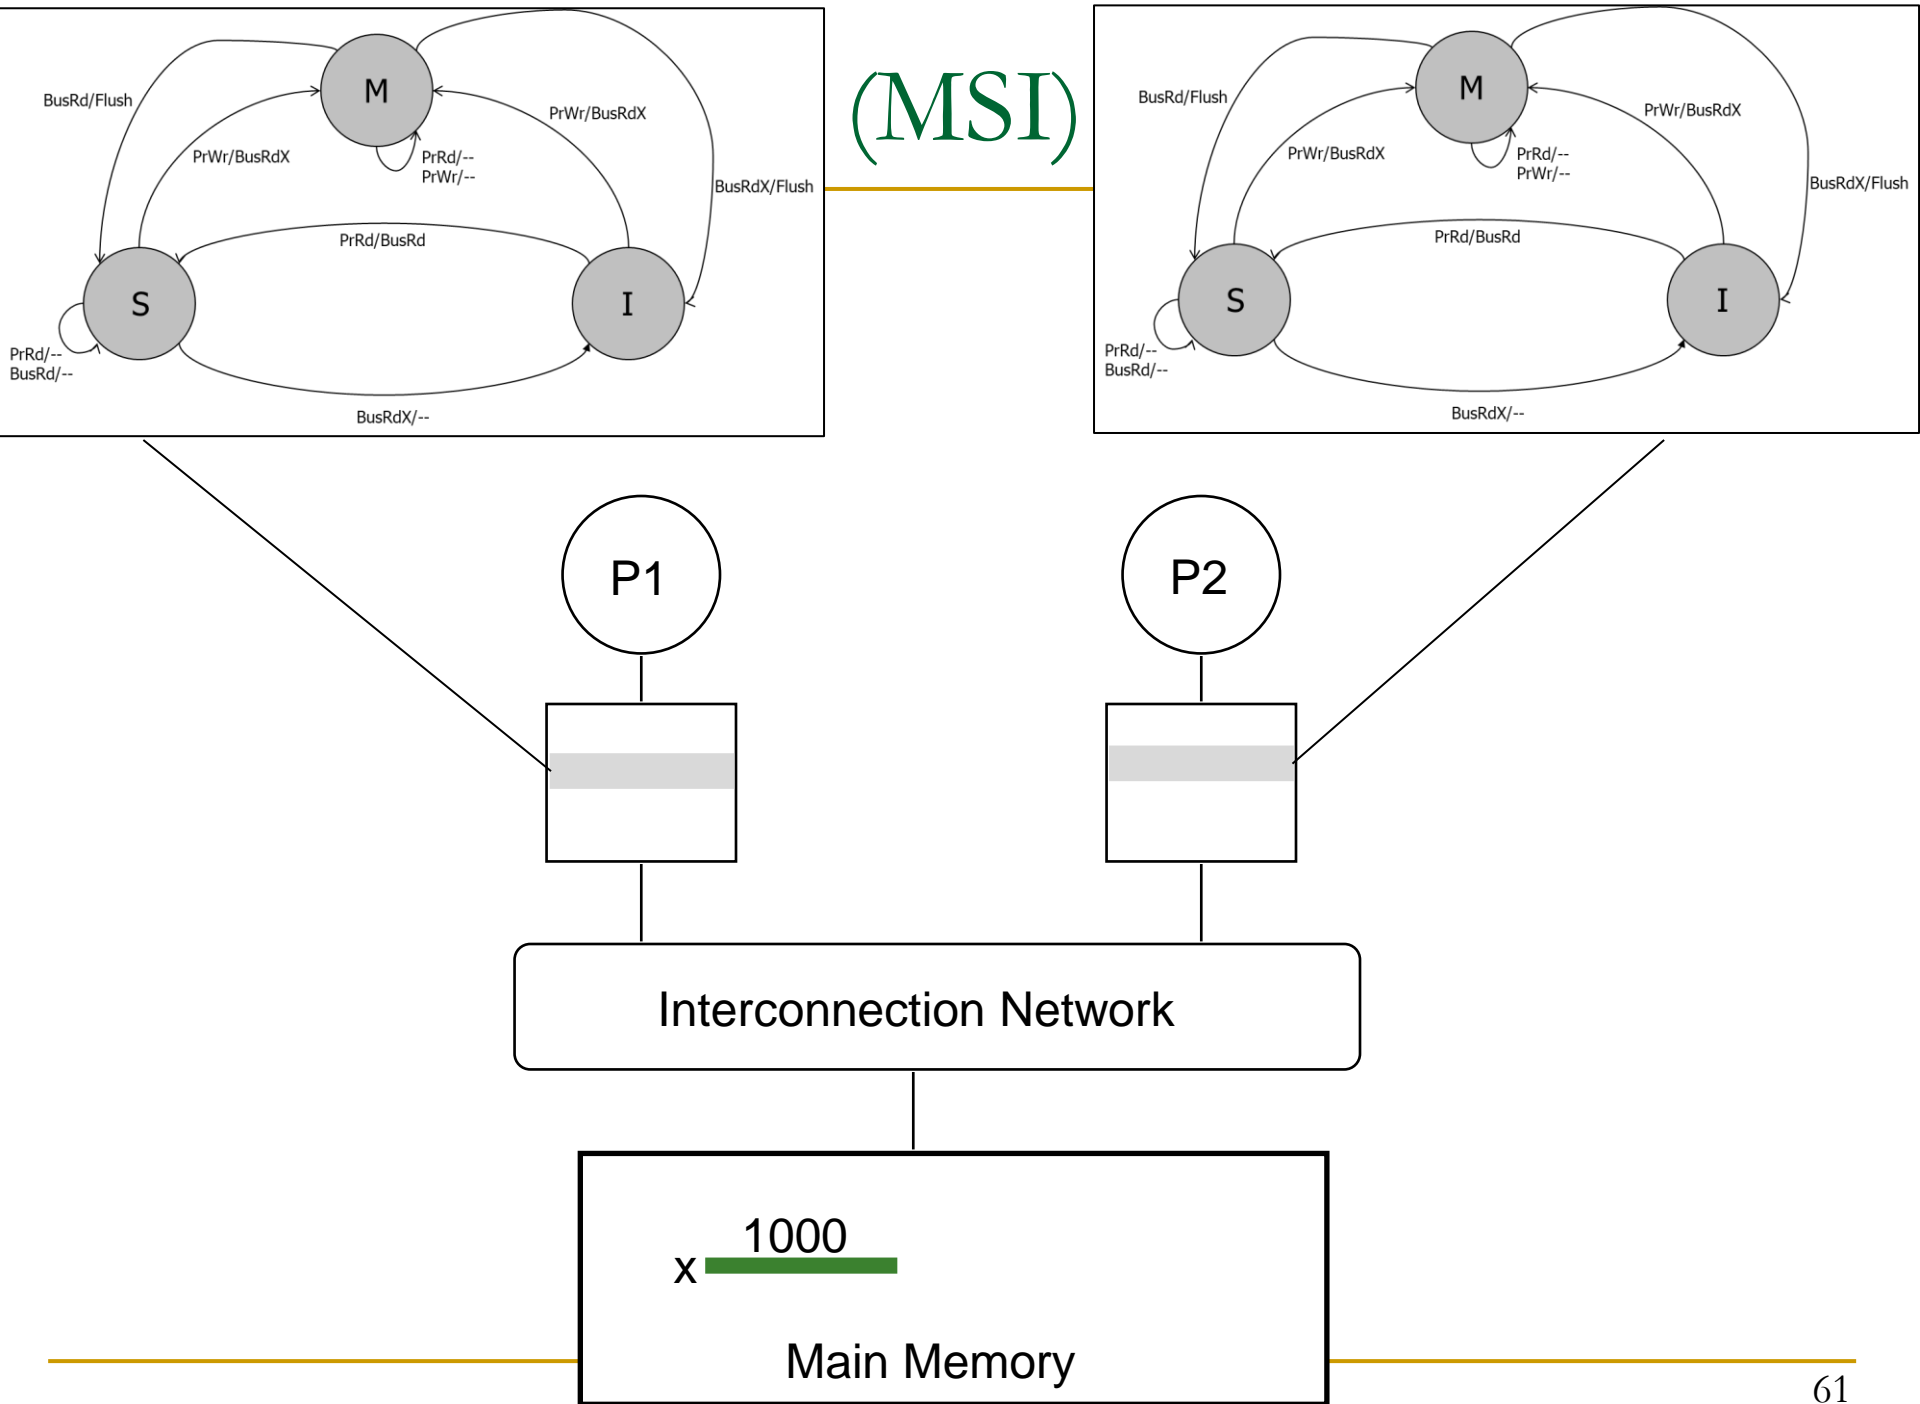 (MSI)
M
BusRd/Flush
PrWr/BusRdX
PrWr/BusRdX
PrRd/--
PrWr/--
BusRdX/Flush
PrRd/BusRd
S
I
PrRd/--
BusRd/--
BusRdX/--
M
BusRd/Flush
PrWr/BusRdX
PrWr/BusRdX
PrRd/--
PrWr/--
BusRdX/Flush
PrRd/BusRd
S
I
PrRd/--
BusRd/--
BusRdX/--
P1
P2
Interconnection Network
1000
x
Main Memory
61